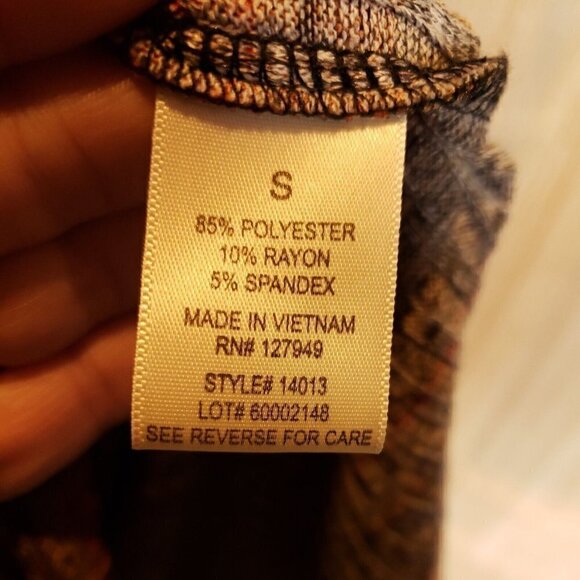 S
85% POLYESTER
10% RAYON
5% SPANDEX
MADE IN VIETNAM
RN# 127949
STYLE# 14013
LOT# 60002148
SEE REVERSE FOR CARE